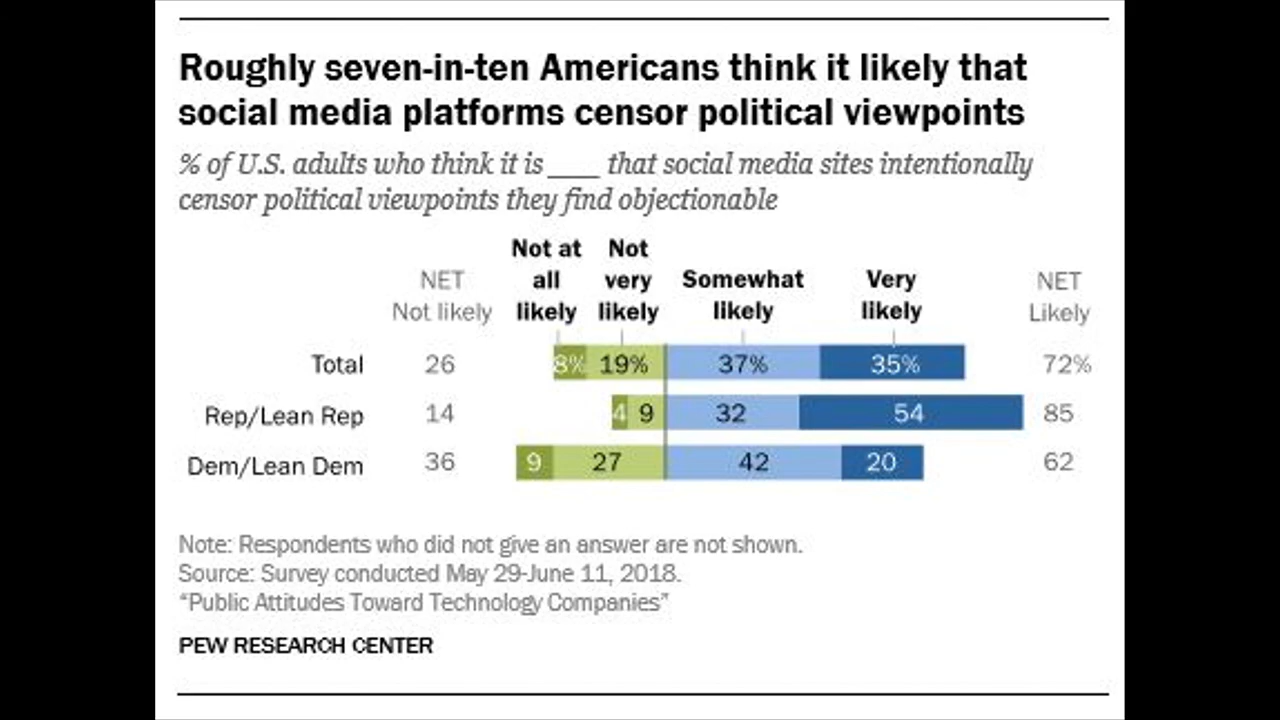 Roughly seven-in-ten Americans think it likely that
social media platforms censor political viewpoints
% of U.S. adults who think it is ___ that social media sites intentionally
censor political viewpoints they find objectionable
NET Not likely
Not at all likely
Not very likely
Somewhat likely
Very likely
NET Likely
Total 26 8% 19% 37% 35% 72%
Rep/Lean Rep 14 4 9 32 54 85
Dem/Lean Dem 36 9 27 42 20 62
Note: Respondents who did not give an answer are not shown.
Source: Survey conducted May 29-June 11, 2018.
“Public Attitudes Toward Technology Companies”
PEW RESEARCH CENTER